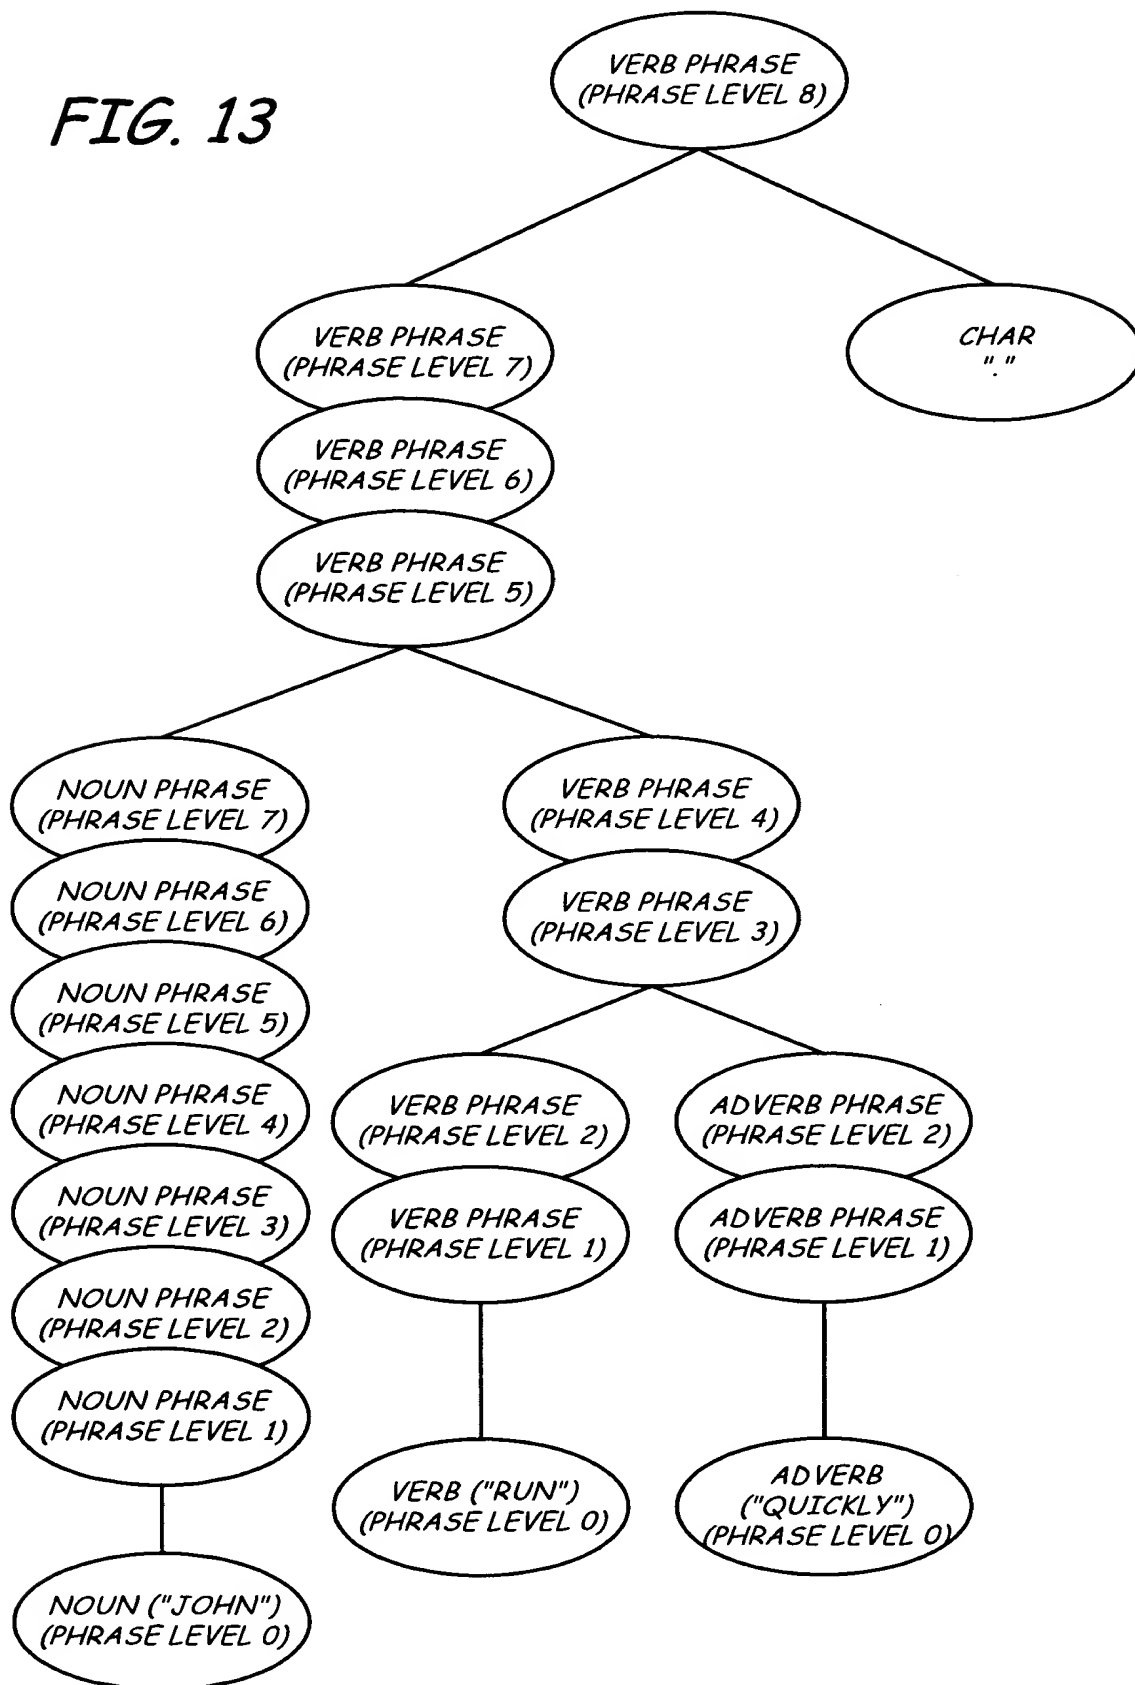 FIG. 13
VERB PHRASE
(PHRASE LEVEL 8)
VERB PHRASE
(PHRASE LEVEL 7)
CHAR
"."
VERB PHRASE
(PHRASE LEVEL 6)
VERB PHRASE
(PHRASE LEVEL 5)
NOUN PHRASE
(PHRASE LEVEL 7)
NOUN PHRASE
(PHRASE LEVEL 6)
NOUN PHRASE
(PHRASE LEVEL 5)
NOUN PHRASE
(PHRASE LEVEL 4)
NOUN PHRASE
(PHRASE LEVEL 3)
NOUN PHRASE
(PHRASE LEVEL 2)
NOUN PHRASE
(PHRASE LEVEL 1)
NOUN ("JOHN")
(PHRASE LEVEL 0)
VERB PHRASE
(PHRASE LEVEL 4)
VERB PHRASE
(PHRASE LEVEL 3)
VERB PHRASE
(PHRASE LEVEL 2)
VERB PHRASE
(PHRASE LEVEL 1)
VERB ("RUN")
(PHRASE LEVEL 0)
ADVERB PHRASE
(PHRASE LEVEL 2)
ADVERB PHRASE
(PHRASE LEVEL 1)
ADVERB
("QUICKLY")
(PHRASE LEVEL 0)